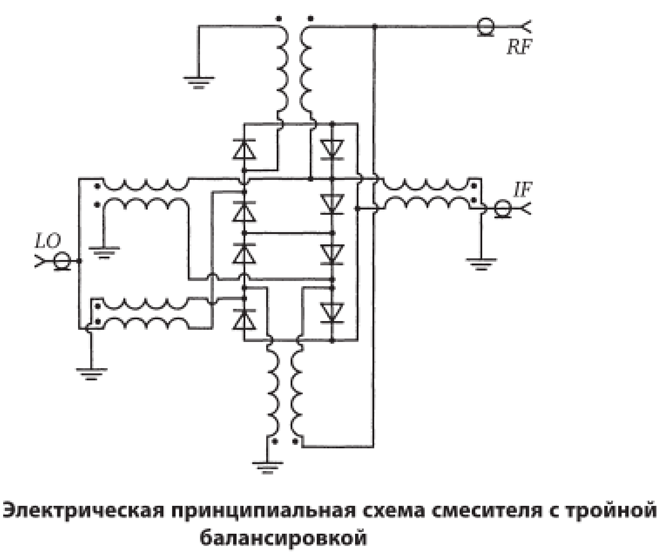 RF
IF
LO
Электрическая принципиальная схема смесителя с тройной
балансировкой